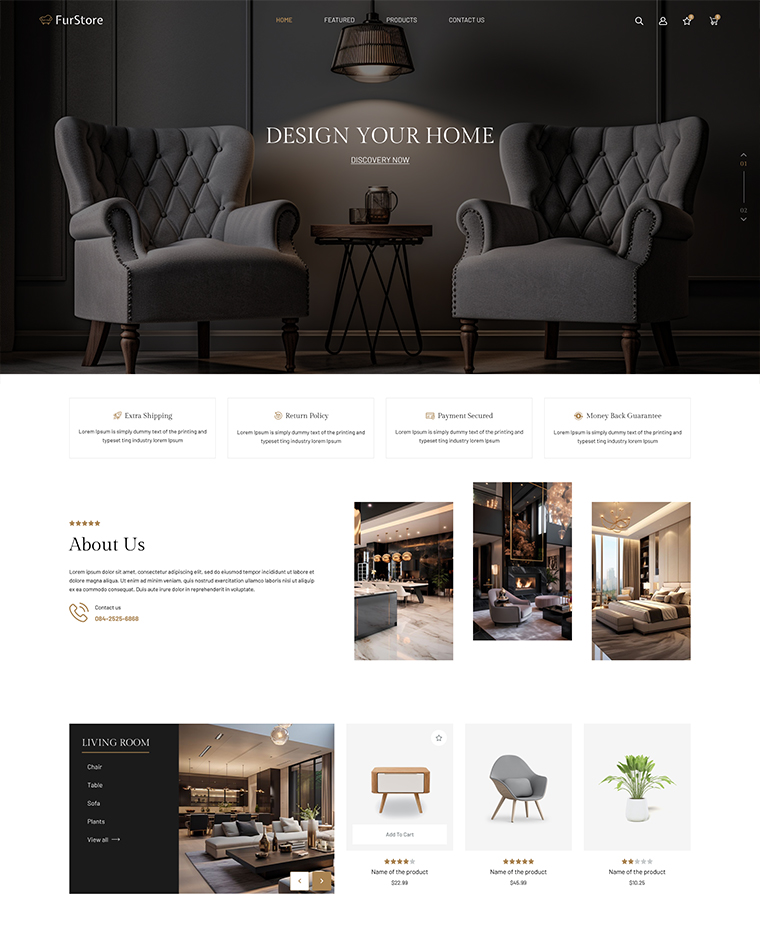 FurStore
HOME FEATURED PRODUCTS CONTACT US
DESIGN YOUR HOME
DISCOVERY NOW
01
02
Extra Shipping
Lorem Ipsum is simply dummy text of the printing and
typeset ting industry lorem Ipsum
Return Policy
Lorem Ipsum is simply dummy text of the printing and
typeset ting industry lorem Ipsum
Payment Secured
Lorem Ipsum is simply dummy text of the printing and
typeset ting industry lorem Ipsum
Money Back Guarantee
Lorem Ipsum is simply dummy text of the printing and
typeset ting industry lorem Ipsum
About Us
Lorem ipsum dolor sit amet, consectetur adipiscing elit, sed do eiusmod tempor incididunt ut labore et
dolore magna aliqua. Ut enim ad minim veniam, quis nostrud exercitation ullamco laboris nisi ut aliquip
ex ea commodo consequat. Duis aute irure dolor in reprehenderit in voluptate.
Contact us
084-2525-6868
LIVING ROOM
Chair
Table
Sofa
Plants
View all
Add To Cart
Name of the product
$22.99
Name of the product
$45.99
Name of the product
$10.25